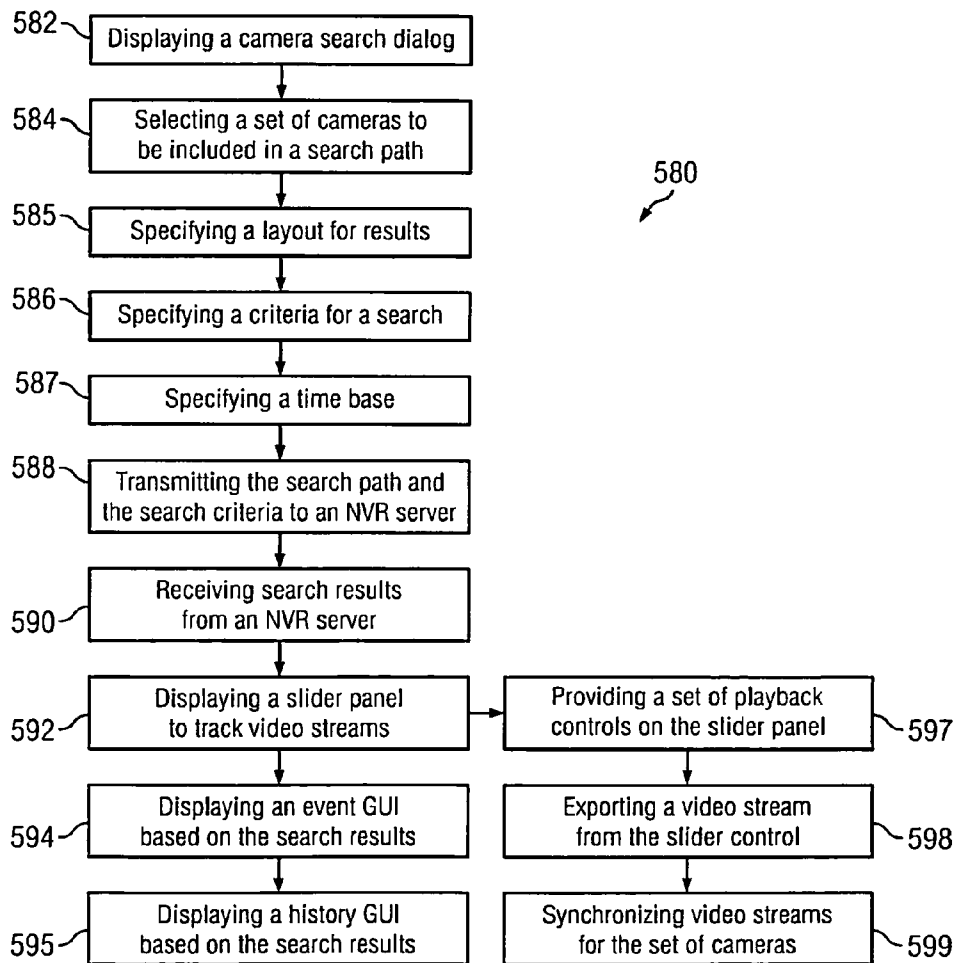 582
Displaying a camera search dialog
584
Selecting a set of cameras to
be included in a search path
580
585
Specifying a layout for results
586
Specifying a criteria for a search
587
Specifying a time base
588
Transmitting the search path and
the search criteria to an NVR server
590
Receiving search results
from an NVR server
592
Displaying a slider panel
to track video streams
Providing a set of playback
controls on the slider panel
597
594
Displaying an event GUI
based on the search results
Exporting a video stream
from the slider control
598
595
Displaying a history GUI
based on the search results
Synchronizing video streams
for the set of cameras
599